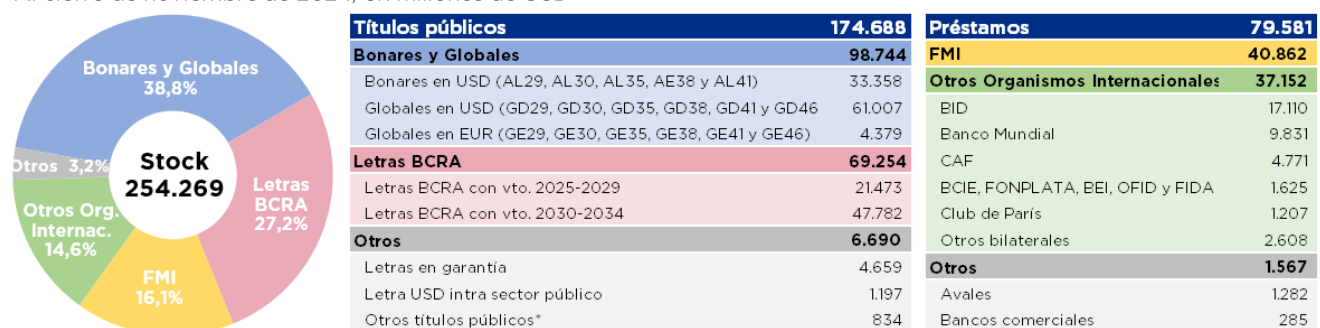 Bonares y Globales
38,8%
Otros 3,2%
Stock
254.269
Letras
BCRA
27,2%
Otros Org.
Internac.
14,6%
FMI
16,1%
Títulos públicos 174.688
Bonares y Globales 98.744
Bonares en USD (AL29, AL30, AL35, AE38 y AL41) 33.358
Globales en USD (GD29, GD30, GD35, GD38, GD41 y GD46 61.007
Globales en EUR (GE29, GE30, GE35, GE38, GE41 y GE46) 4.379
Letras BCRA 69.254
Letras BCRA con vto. 2025-2029 21.473
Letras BCRA con vto. 2030-2034 47.782
Otros 6.690
Letras en garantía 4.659
Letra USD intra sector público 1.197
Otros títulos públicos* 834
Préstamos 79.581
FMI 40.862
Otros Organismos Internacionales 37.152
BID 17.110
Banco Mundial 9.831
CAF 4.771
BCIE, FONPLATA, BEI, OFID y FIDA 1.625
Club de París 1.207
Otros bilaterales 2.608
Otros 1.567
Avales 1.282
Bancos comerciales 285